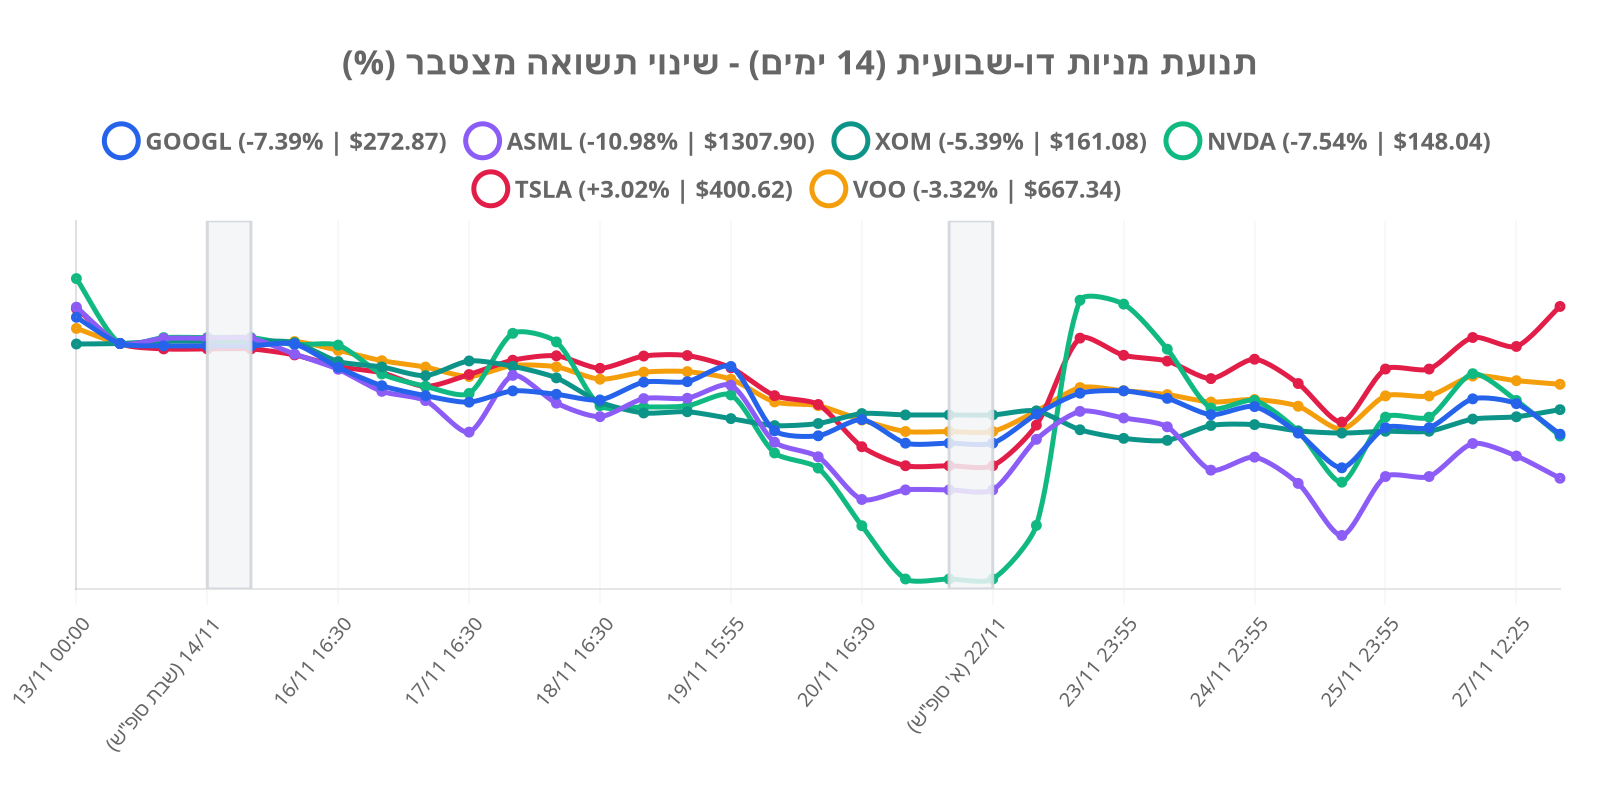 תנועת מניות דו-שבועית (14 ימים) - שינוי תשואה מצטבר (%)
GOOGL (-7.39% | $272.87) ASML (-10.98% | $1307.90) XOM (-5.39% | $161.08) NVDA (-7.54% | $148.04)
TSLA (+3.02% | $400.62) VOO (-3.32% | $667.34)
13/11 00:00
14/11 (שבת סופ"ש)
16/11 16:30
17/11 16:30
18/11 16:30
19/11 15:55
20/11 16:30
22/11 (א' סופ"ש)
23/11 23:55
24/11 23:55
25/11 23:55
27/11 12:25